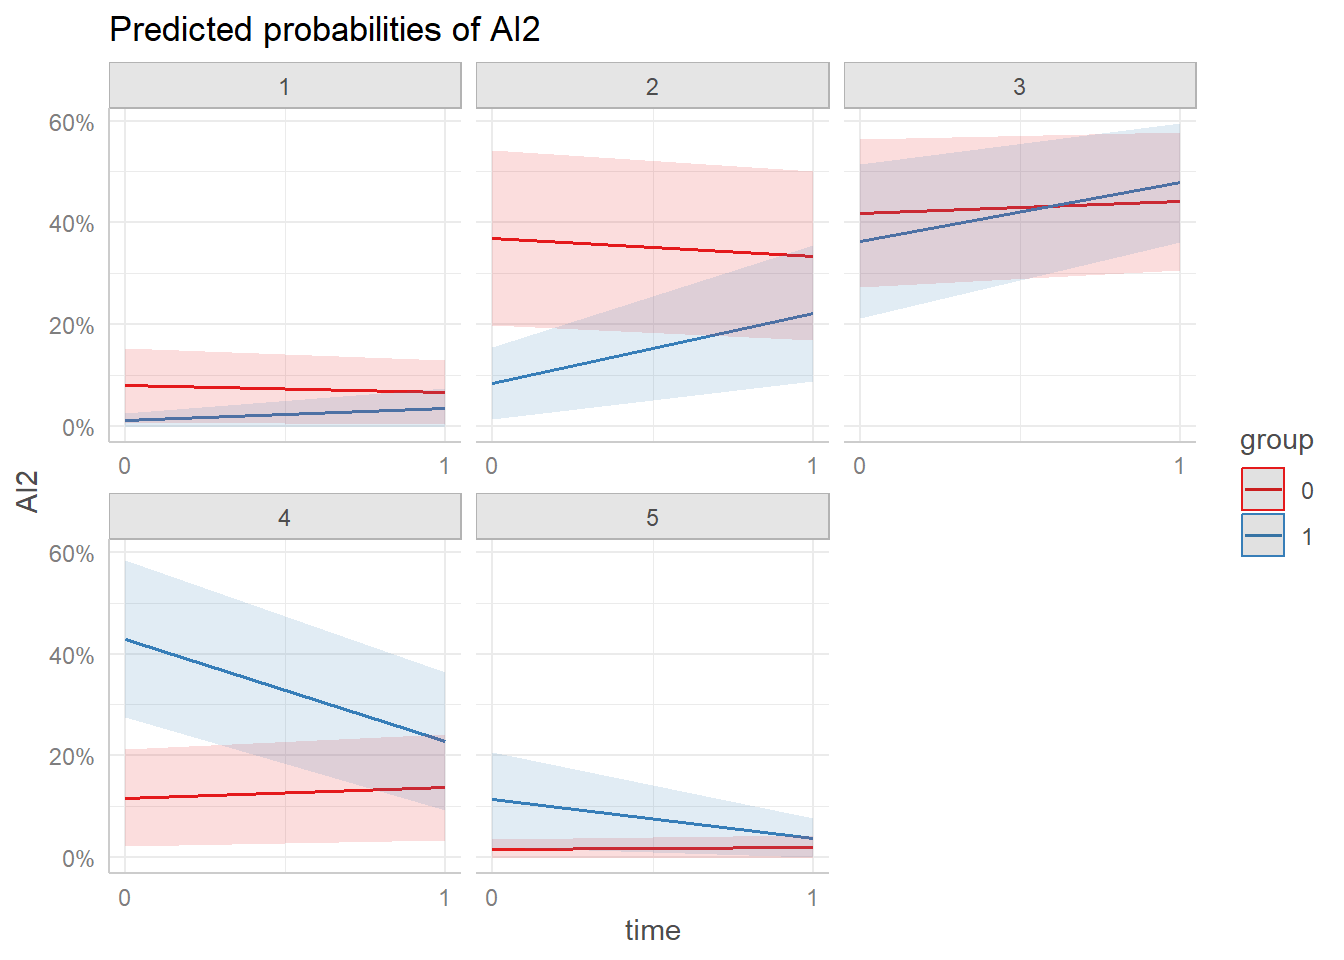 Predicted probabilities of AI2
1 2 3
60%
40%
20%
0%
0 1 0 1 0 1
AI2
4 5
60%
40%
20%
0%
0 1 0 1
time
group
0
1